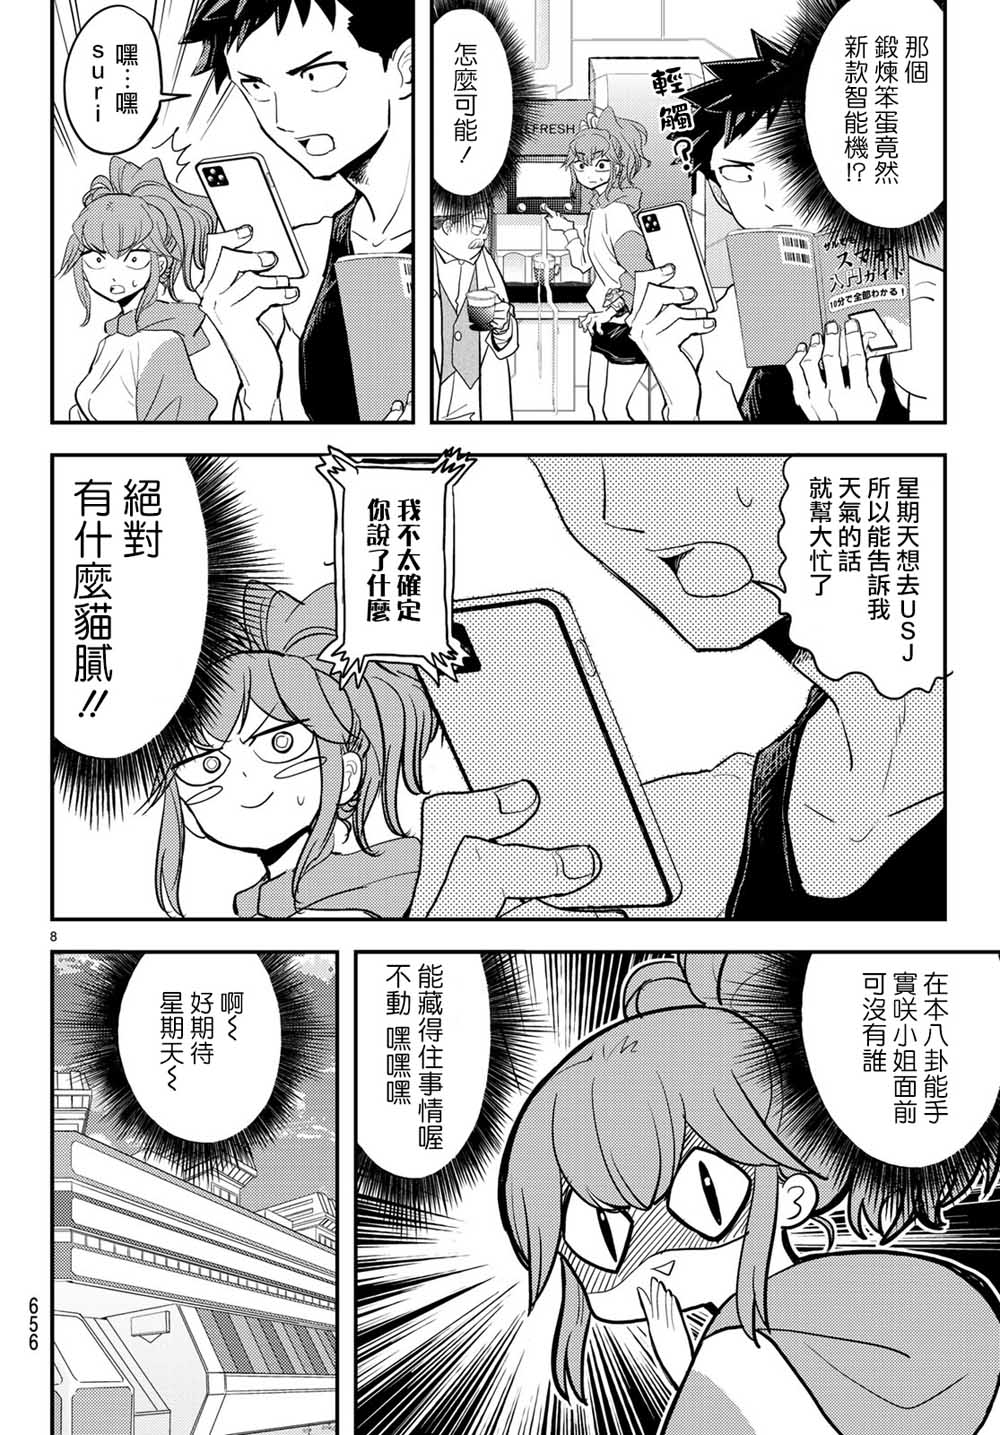 那個
鍛煉笨蛋竟然
新款智能機!?
輕觸?
怎麼可能!
REFRESH
入門ガイド
10分で全部わかる!
嘿…嘿
suri
星期天想去USJ
所以能告訴我
天氣的話
就幫大忙了
我不太確定
你說了什麼
絕對
有什麼貓膩!!
8
在本八卦能手
實咲小姐面前
可沒有誰
能藏得住事情喔
不動 嘿嘿嘿
啊~
好期待
星期天~
656